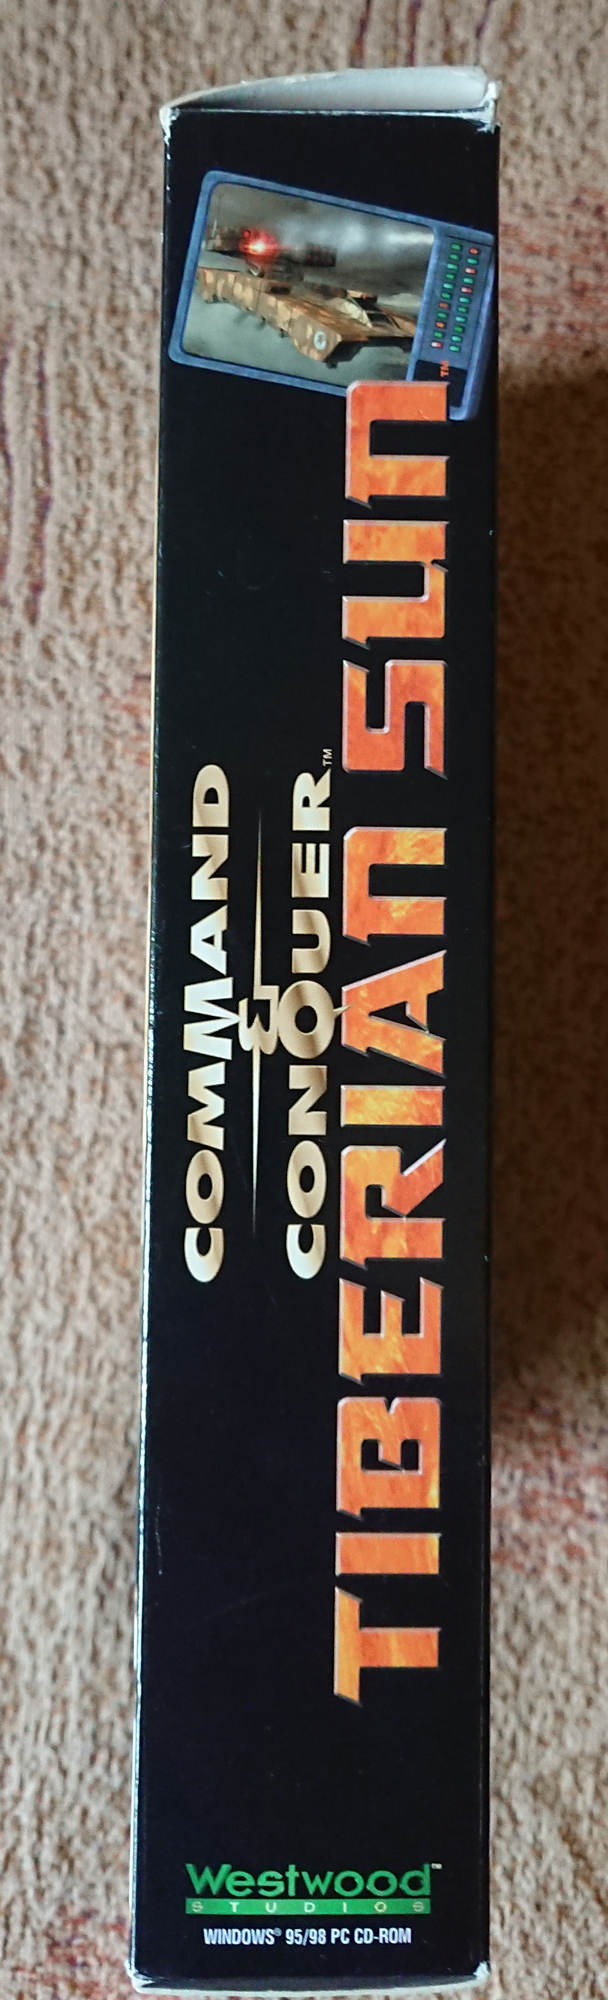 COMMAND
&
CONQUER™
TIBERIAN SUN™
Westwood™
STUDIOS
WINDOWS® 95/98 PC CD-ROM